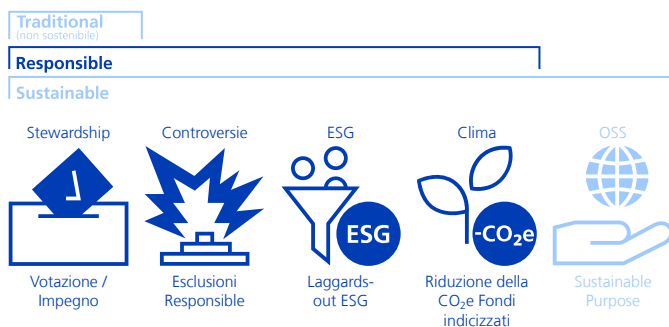 Traditional
(non sostenibile)
Responsible
Sustainable
Stewardship
Controversie
ESG
Clima
OSS
ESG
-CO₂e
Votazione /
Impegno
Esclusioni
Responsible
Laggards-
out ESG
Riduzione della
CO₂e Fondi
indicizzati
Sustainable
Purpose